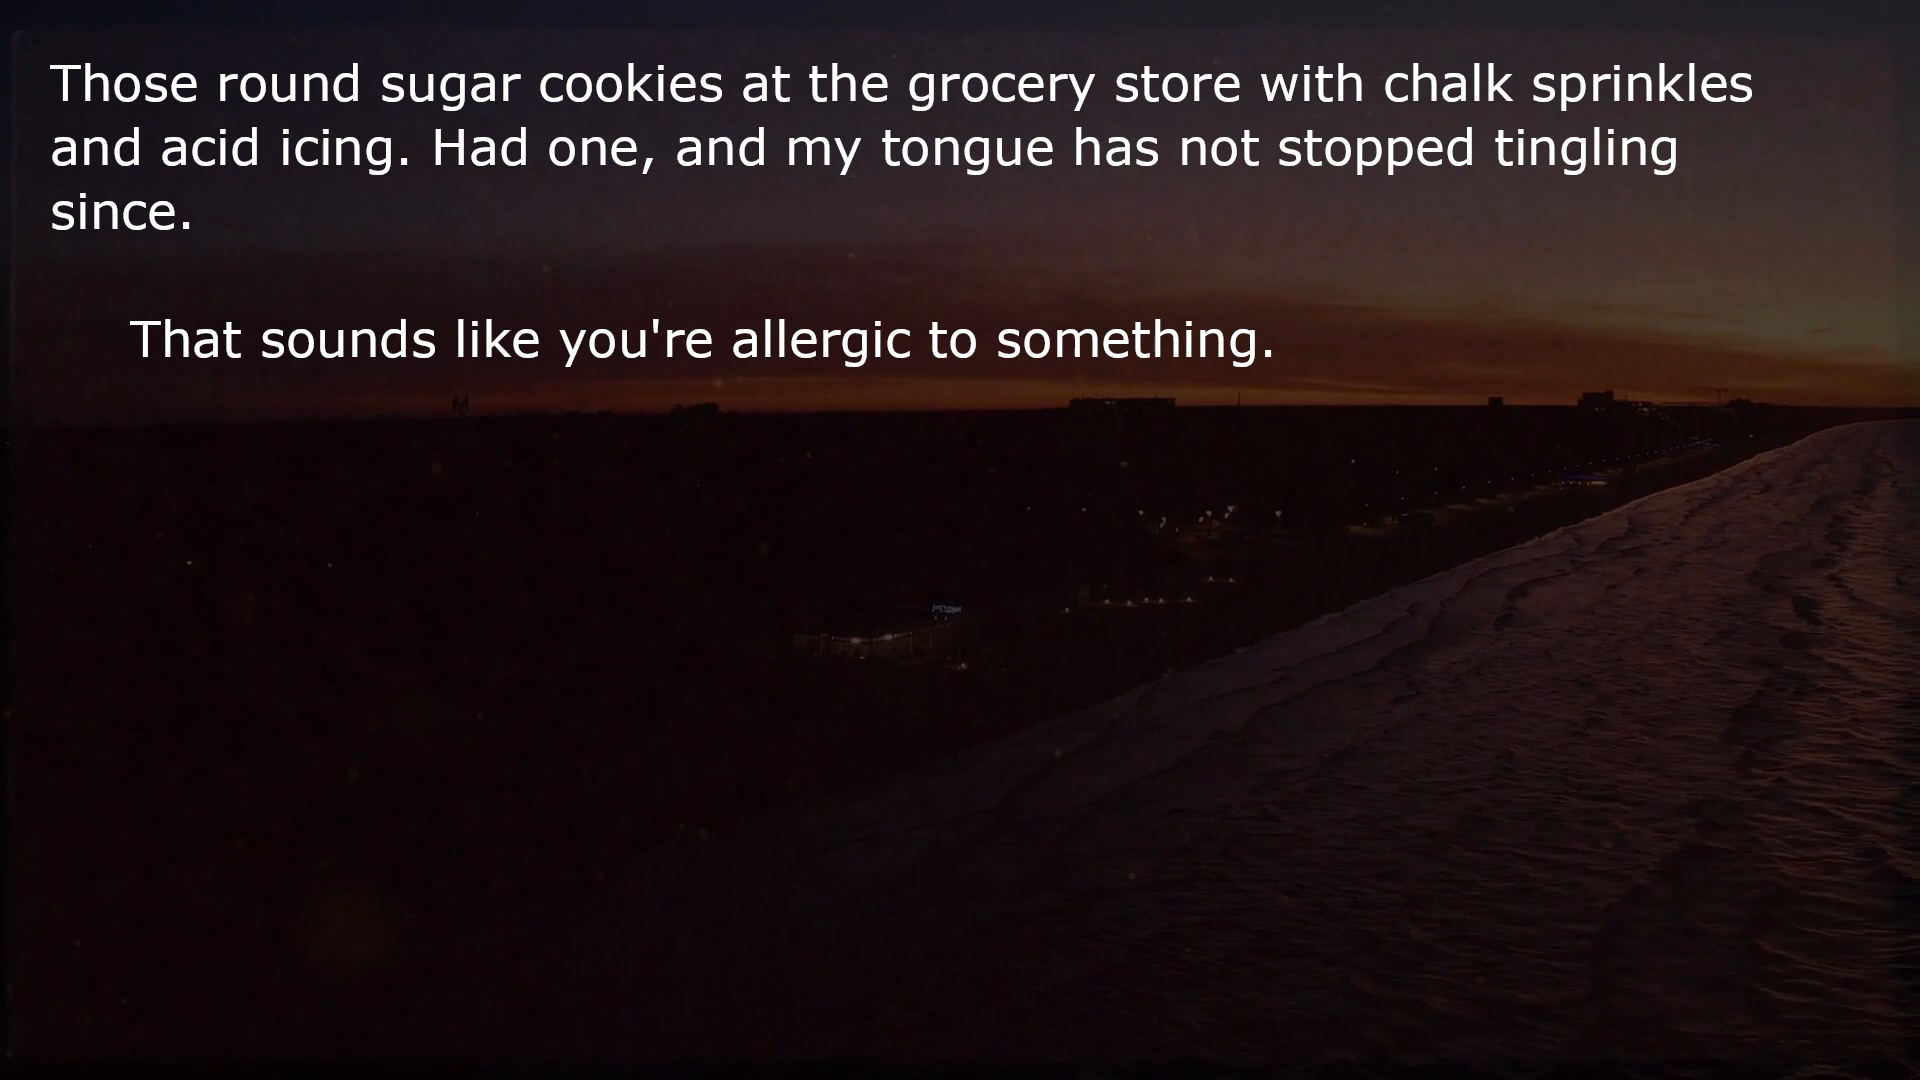 Those round sugar cookies at the grocery store with chalk sprinkles
and acid icing. Had one, and my tongue has not stopped tingling
since.
That sounds like you're allergic to something.